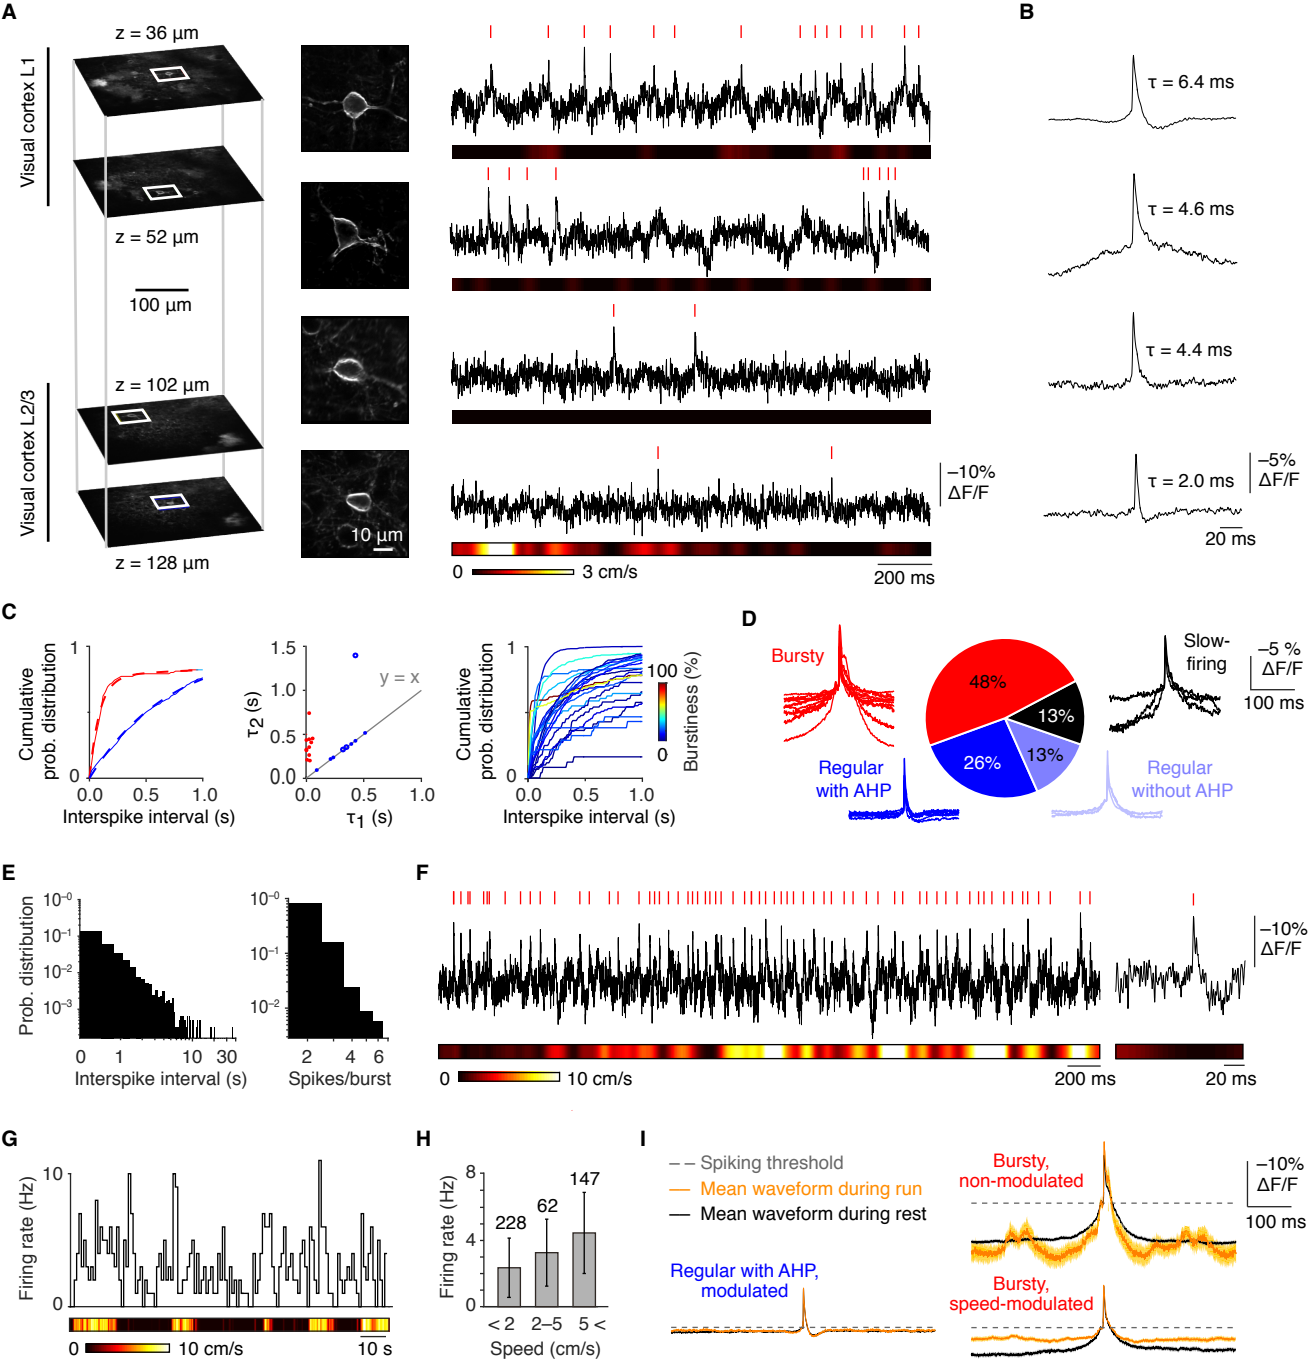 A
Visual cortex L1
Visual cortex L2/3
z = 36 µm
z = 52 µm
100 µm
z = 102 µm
z = 128 µm
10 µm
–10%
ΔF/F
0
3 cm/s
200 ms
B
τ = 6.4 ms
τ = 4.6 ms
τ = 4.4 ms
τ = 2.0 ms
–5%
ΔF/F
20 ms
C
Cumulative
prob. distribution
1
0
0.0 0.5 1.0
Interspike interval (s)
τ2 (s)
1.5
1.0
0.5
0.0
y = x
0.0 0.5 1.0
τ1 (s)
Cumulative
prob. distribution
1
0
0.0 0.5 1.0
Interspike interval (s)
100
0
Burstiness (%)
D
Bursty
48%
13%
13%
26%
Slow-
firing
–5 %
ΔF/F
100 ms
Regular
with AHP
Regular
without AHP
E
Prob. distribution
10⁻⁰
10⁻¹
10⁻²
10⁻³
0 1 10 30
Interspike interval (s)
10⁻⁰
10⁻¹
10⁻²
2 4 6
Spikes/burst
F
–10%
ΔF/F
0
10 cm/s
200 ms
20 ms
G
Firing rate (Hz)
10
0
0
10 cm/s
10 s
H
Firing rate (Hz)
8
4
0
228
62
147
< 2 2–5 5 <
Speed (cm/s)
I
Spiking threshold
Mean waveform during run
Mean waveform during rest
Regular with AHP,
modulated
Bursty,
non-modulated
–10%
ΔF/F
100 ms
Bursty,
speed-modulated